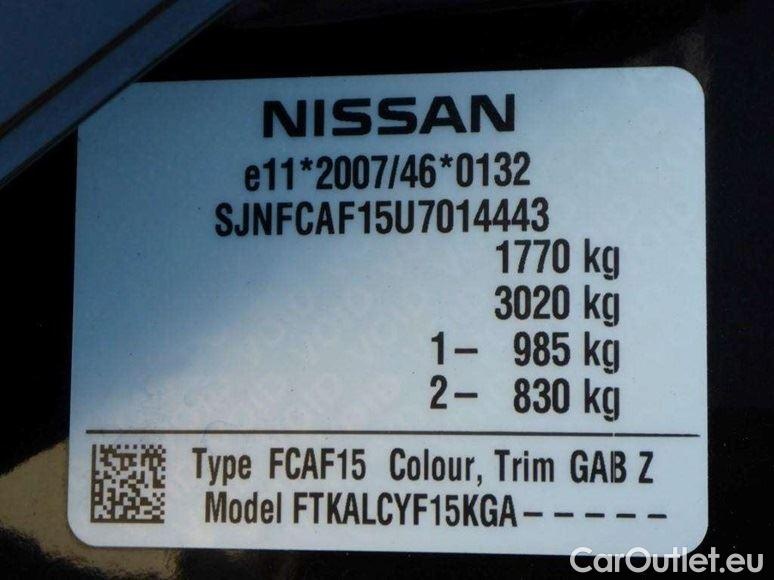 NISSAN
e11*2007/46*0132
SJNFCAF15U7014443
1770 kg
3020 kg
1- 985 kg
2- 830 kg
Type FCAF15 Colour, Trim GAB Z
Model FTKALCYF15KGA-----
CarOutlet.eu